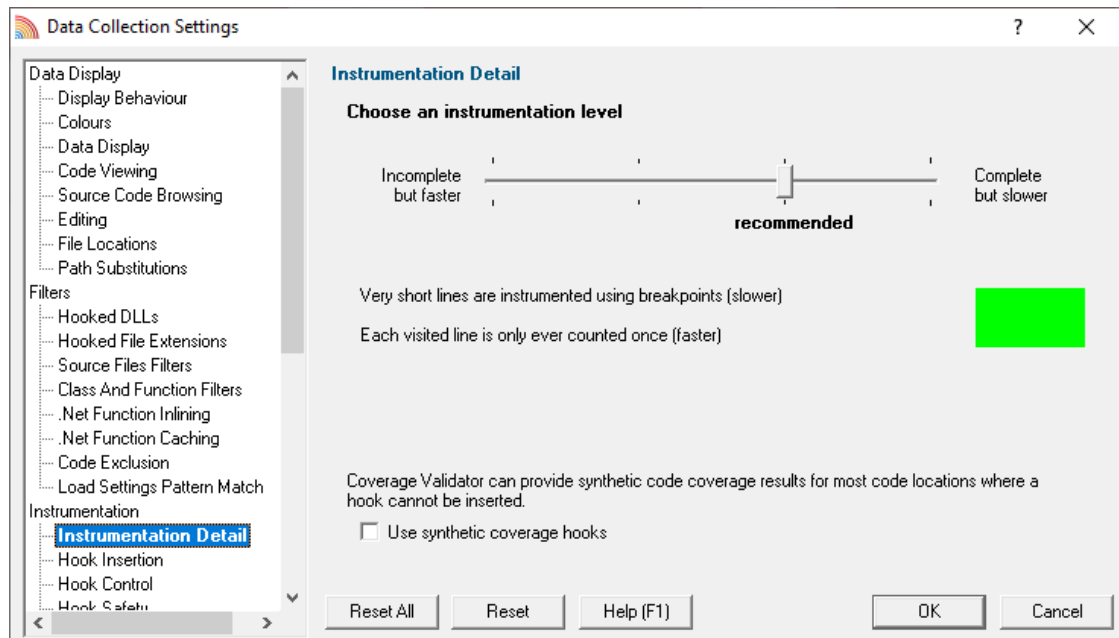 Data Collection Settings
?
Data Display
Display Behaviour
Colours
Data Display
Code Viewing
Source Code Browsing
Editing
File Locations
Path Substitutions
Filters
Hooked DLLs
Hooked File Extensions
Source Files Filters
Class And Function Filters
.Net Function Inlining
.Net Function Caching
Code Exclusion
Load Settings Pattern Match
Instrumentation
Instrumentation Detail
Hook Insertion
Hook Control
Hook Safety
Instrumentation Detail
Choose an instrumentation level
Incomplete
but faster
Complete
but slower
recommended
Very short lines are instrumented using breakpoints (slower)
Each visited line is only ever counted once (faster)
Coverage Validator can provide synthetic code coverage results for most code locations where a
hook cannot be inserted.
Use synthetic coverage hooks
Reset All
Reset
Help (F1)
OK
Cancel